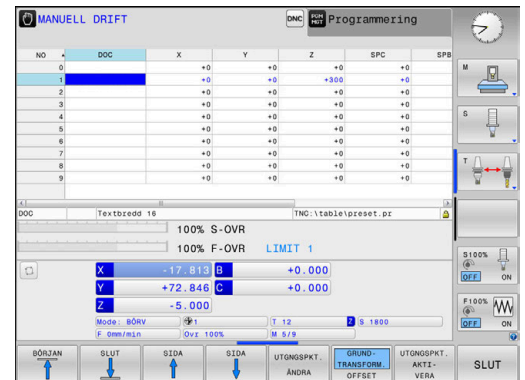 MANUELL DRIFT DNC PGM MGT Programmering
NO DOC X Y Z SPC SPB
0 +0 +0 +0 +0
1 +0 +0 +300 +0
2 +0 +0 +0 +0
3 +0 +0 +0 +0
4 +0 +0 +0 +0
5 +0 +0 +0 +0
6 +0 +0 +0 +0
7 +0 +0 +0 +0
8 +0 +0 +0 +0
9 +0 +0 +0 +0
DOC Textbredd 16 TNC:\table\preset.pr
100% S-OVR
100% F-OVR LIMIT 1
X -17.813 B +0.000
Y +72.846 C +0.000
Z -5.000
Mode: BÖRV 1 T 12 Z S 1800
F 0mm/min Ovr 100% M 5/9
M
S
T
S100%
OFF ON
F100%
OFF ON
BÖRJAN SLUT SIDA SIDA UTGNGSPKT. ÄNDRA GRUND- TRANSFORM. OFFSET UTGNGSPKT. AKTI- VERA SLUT